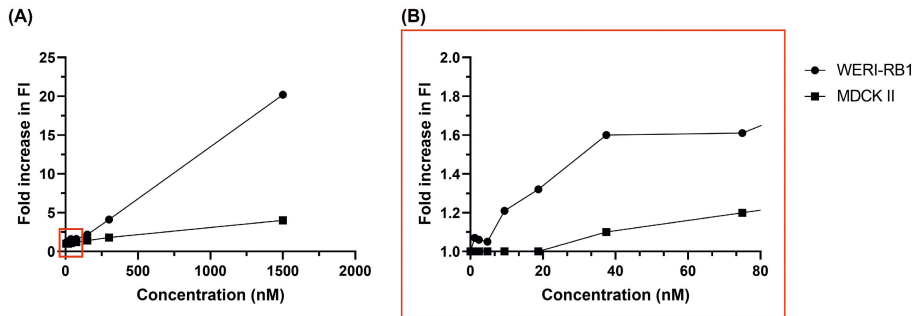 (A)
Fold increase in FI
25
20
15
10
5
0
0
500
1000
1500
2000
Concentration (nM)
(B)
Fold increase in FI
2.0
1.8
1.6
1.4
1.2
1.0
0
20
40
60
80
Concentration (nM)
WERI-RB1
MDCK II